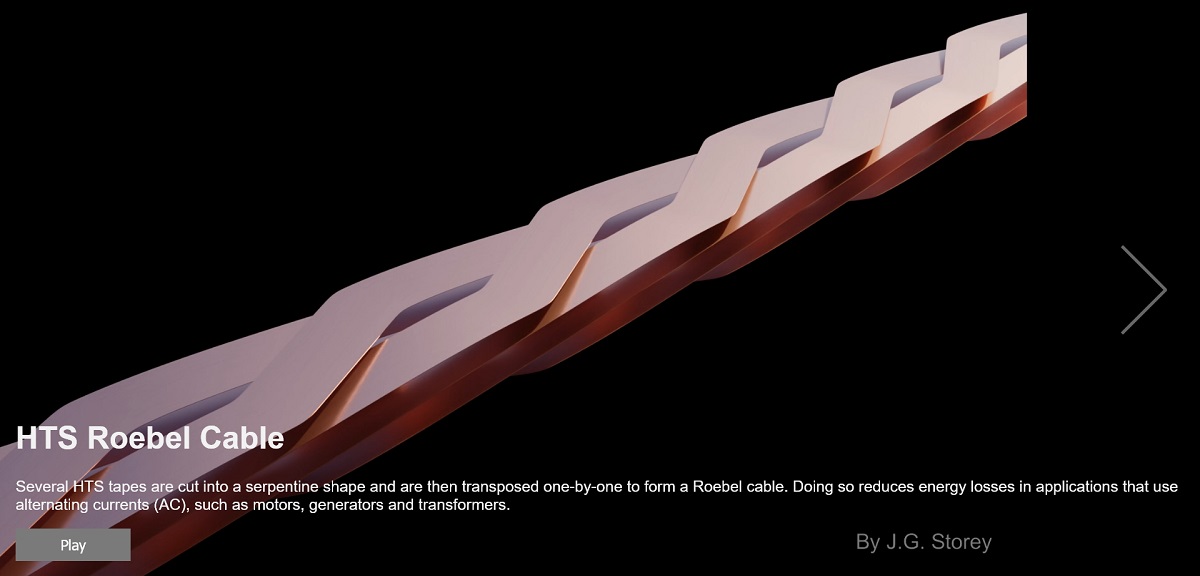 HTS Roebel Cable
Several HTS tapes are cut into a serpentine shape and are then transposed one-by-one to form a Roebel cable. Doing so reduces energy losses in applications that use
alternating currents (AC), such as motors, generators and transformers.
Play
By J.G. Storey